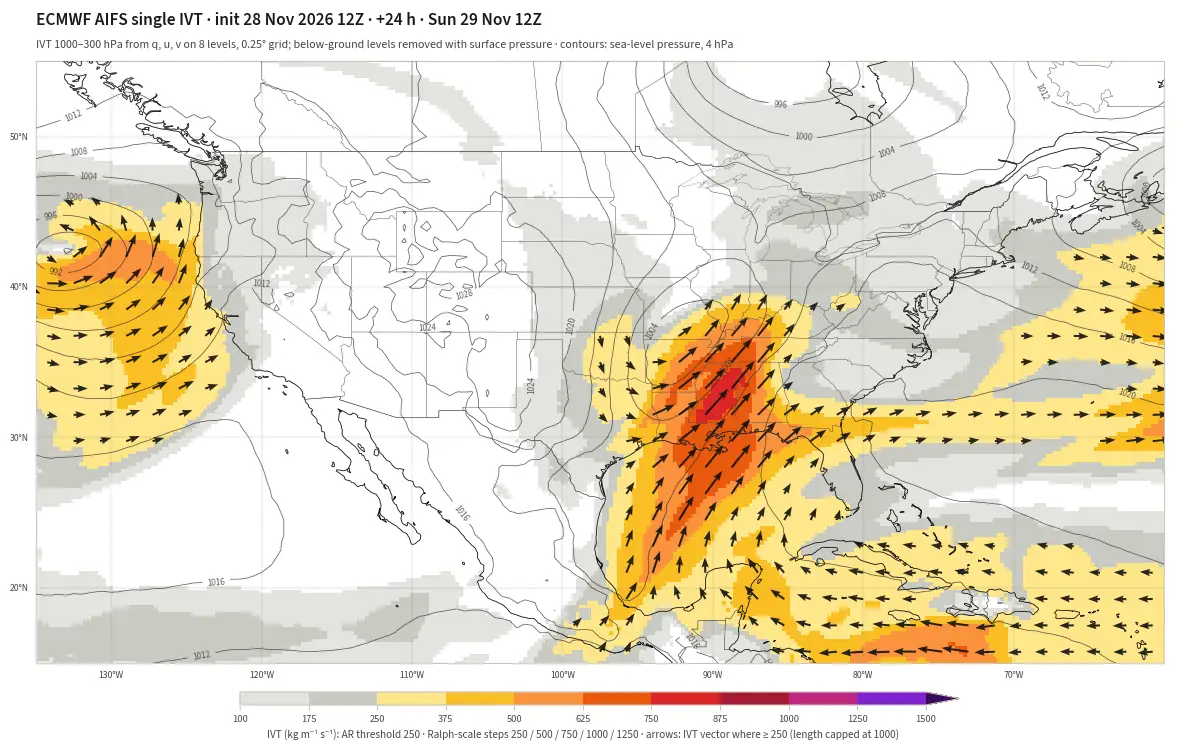 ECMWF AIFS single IVT · init 28 Nov 2026 12Z · +24 h · Sun 29 Nov 12Z
IVT 1000–300 hPa from q, u, v on 8 levels, 0.25° grid; below-ground levels removed with surface pressure · contours: sea-level pressure, 4 hPa
996
1012
1012
1000
50°N
1004
1008
1004
1008
1000
996
1004
1012
1008
992
1012
40°N
1028
1020
1004
1024
1016
1024
1020
30°N
1016
1016
20°N
1016
1012
130°W 120°W 110°W 100°W 90°W 80°W 70°W
100 175 250 375 500 625 750 875 1000 1250 1500
IVT (kg m⁻¹ s⁻¹): AR threshold 250 · Ralph-scale steps 250 / 500 / 750 / 1000 / 1250 · arrows: IVT vector where ≥ 250 (length capped at 1000)